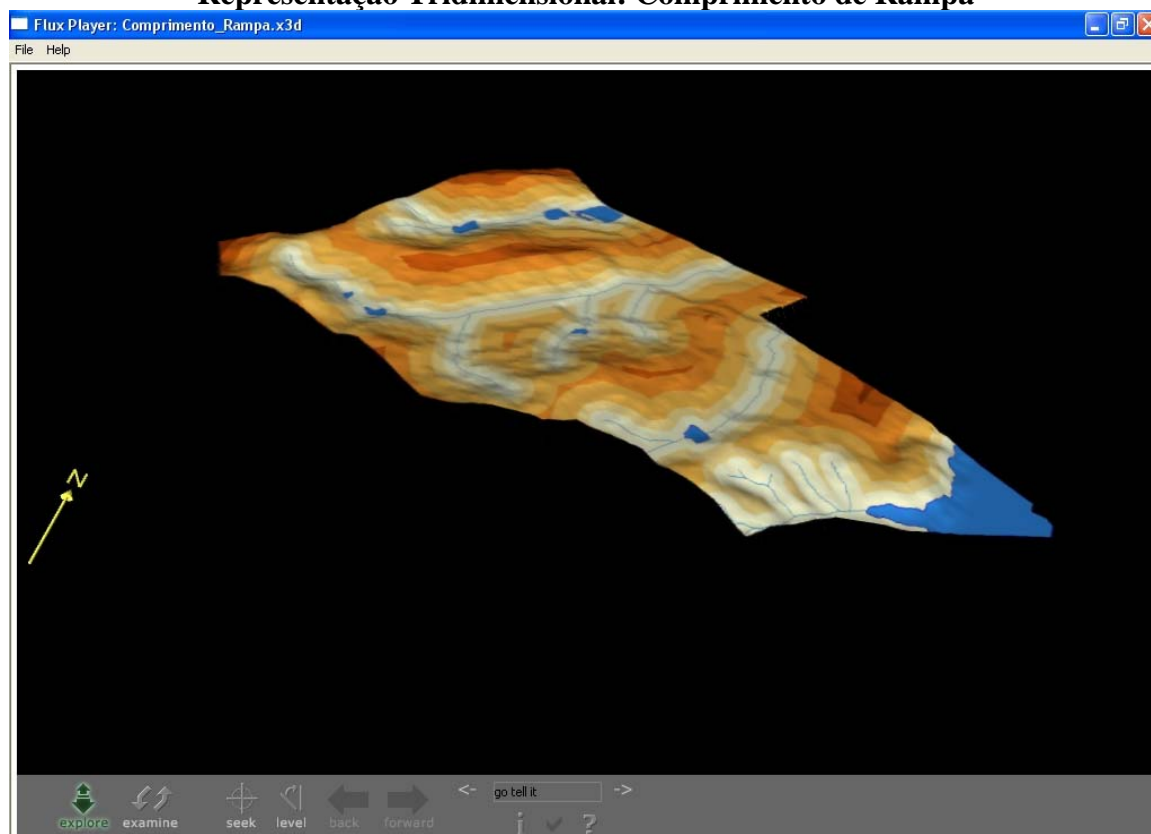 Representação Tridimensional: Comprimento de Rampa
Flux Player: Comprimento_Rampa.x3d
File Help
N
<- go tell it ->
explore examine seek level back forward
i ?